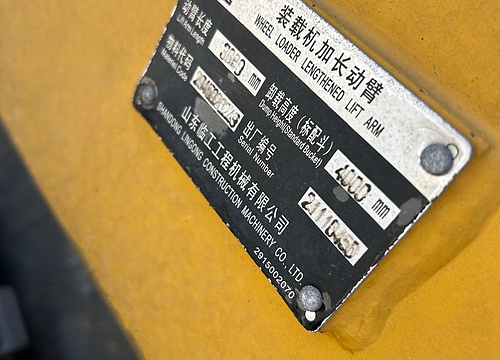 装载机加长动臂
WHEEL LOADER LENGTHENED LIFT ARM
动臂长度
Lift Arm Length
mm
卸载高度（标配斗）
Dump Height(Standard Bucket)
4000 mm
物料代码
Materiel Code
出厂编号
Serial Number
山东临工工程机械有限公司
SHANDONG LINGONG CONSTRUCTION MACHINERY CO., LTD.
2915002070